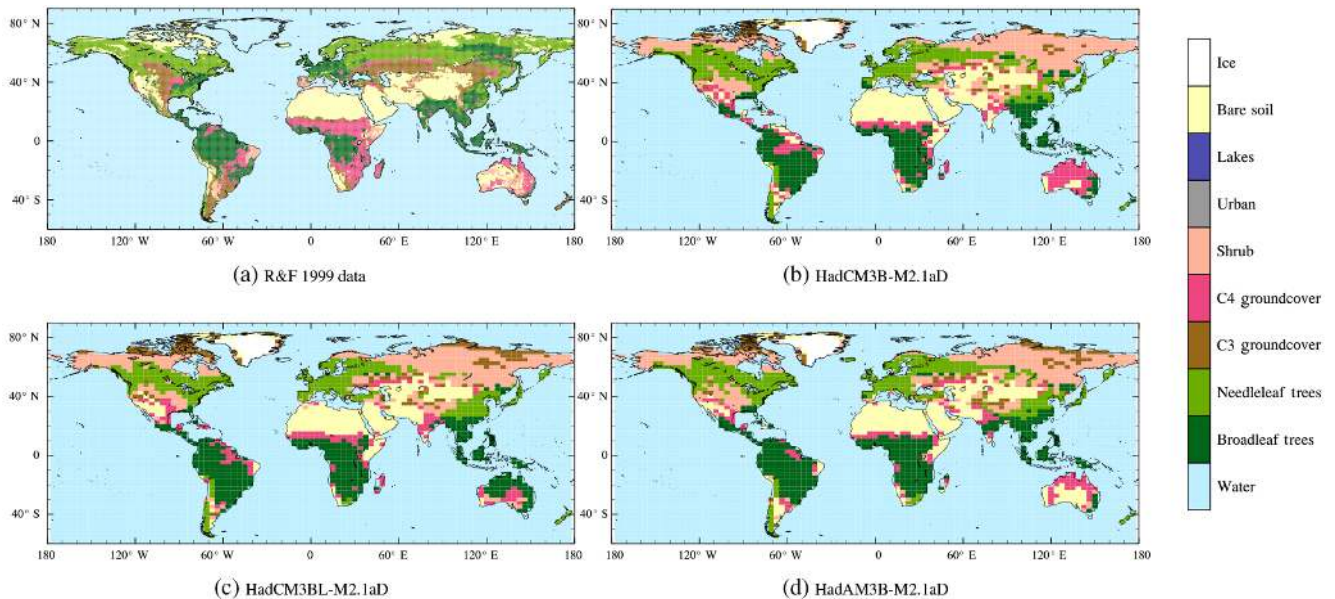 80° N
40° N
0
40° S
180 120° W 60° W 0 60° E 120° E 180
(a) R&F 1999 data
80° N
40° N
0
40° S
180 120° W 60° W 0 60° E 120° E 180
(b) HadCM3B-M2.1aD
Ice
Bare soil
Lakes
Urban
Shrub
C4 groundcover
C3 groundcover
Needleleaf trees
Broadleaf trees
Water
80° N
40° N
0
40° S
180 120° W 60° W 0 60° E 120° E 180
(c) HadCM3BL-M2.1aD
80° N
40° N
0
40° S
180 120° W 60° W 0 60° E 120° E 180
(d) HadAM3B-M2.1aD